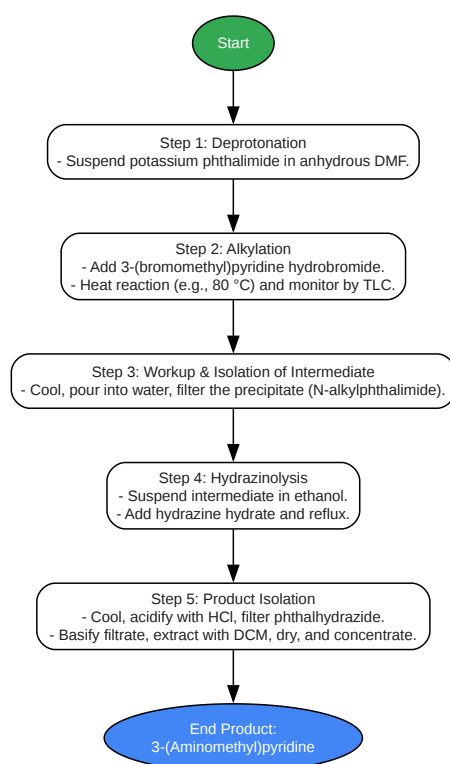 Start
Step 1: Deprotonation
- Suspend potassium phthalimide in anhydrous DMF.
Step 2: Alkylation
- Add 3-(bromomethyl)pyridine hydrobromide.
- Heat reaction (e.g., 80 °C) and monitor by TLC.
Step 3: Workup & Isolation of Intermediate
- Cool, pour into water, filter the precipitate (N-alkylphthalimide).
Step 4: Hydrazinolysis
- Suspend intermediate in ethanol.
- Add hydrazine hydrate and reflux.
Step 5: Product Isolation
- Cool, acidify with HCl, filter phthalhydrazide.
- Basify filtrate, extract with DCM, dry, and concentrate.
End Product:
3-(Aminomethyl)pyridine